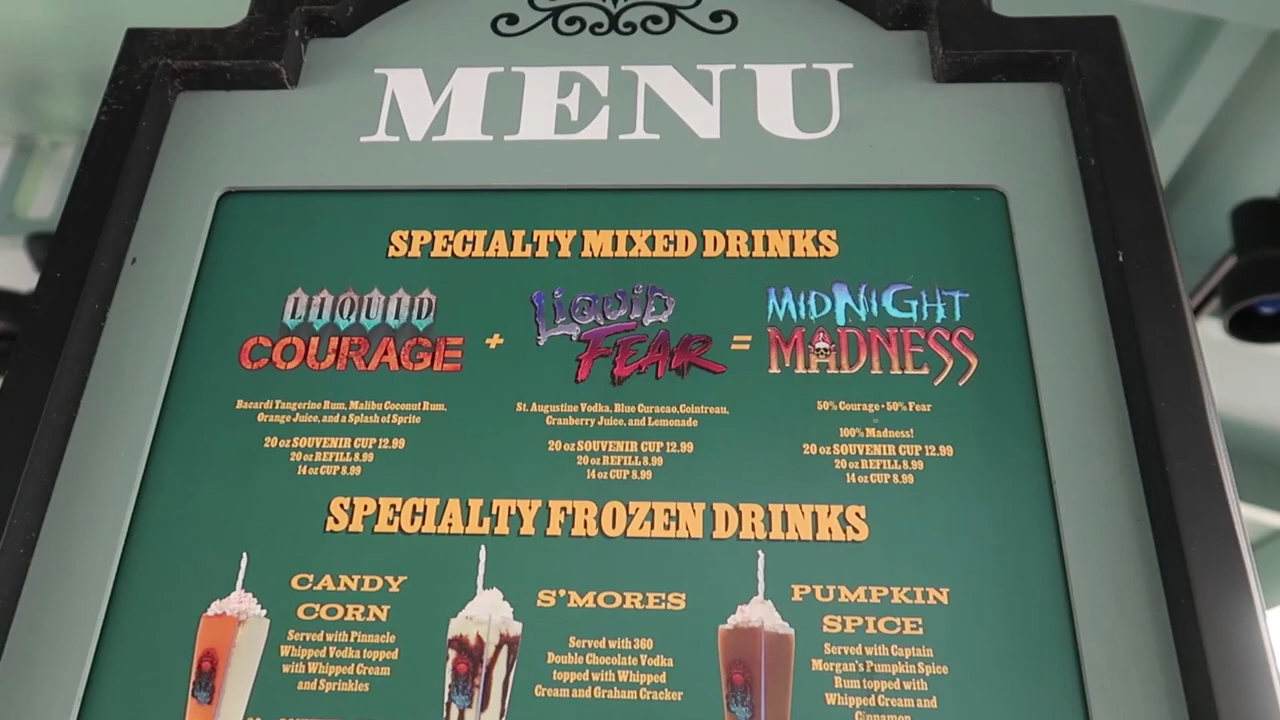 MENU
SPECIALTY MIXED DRINKS
LIQUID
COURAGE
+
LIQUID
FEAR
=
MIDNIGHT
MADNESS
Bacardi Tangerine Rum, Malibu Coconut Rum,
Orange Juice, and a Splash of Sprite
20 oz SOUVENIR CUP 12.99
20 oz REFILL 8.99
14 oz CUP 8.99
St. Augustine Vodka, Blue Curacao,Cointreau,
Cranberry Juice, and Lemonade
20 oz SOUVENIR CUP 12.99
20 oz REFILL 8.99
14 oz CUP 8.99
50% Courage • 50% Fear
=
100% Madness!
20 oz SOUVENIR CUP 12.99
20 oz REFILL 8.99
14 oz CUP 8.99
SPECIALTY FROZEN DRINKS
CANDY
CORN
Served with Pinnacle
Whipped Vodka topped
with Whipped Cream
and Sprinkles
S'MORES
Served with 360
Double Chocolate Vodka
topped with Whipped
Cream and Graham Cracker
PUMPKIN
SPICE
Served with Captain
Morgan's Pumpkin Spice
Rum topped with
Whipped Cream and
Cinnamon